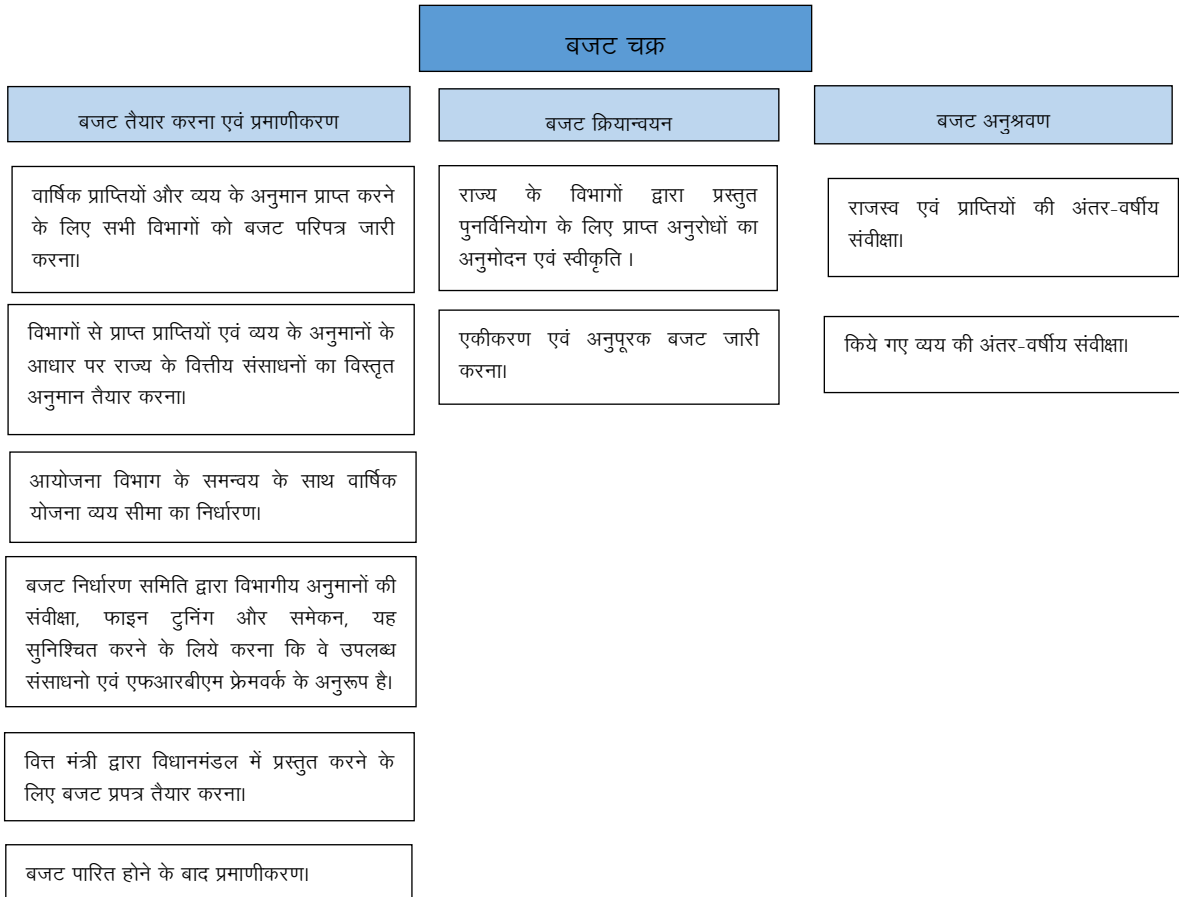 बजट चक्र
बजट तैयार करना एवं प्रमाणीकरण
वार्षिक प्राप्तियों और व्यय के अनुमान प्राप्त करने
के लिए सभी विभागों को बजट परिपत्र जारी
करना।
विभागों से प्राप्त प्राप्तियों एवं व्यय के अनुमानों के
आधार पर राज्य के वित्तीय संसाधनों का विस्तृत
अनुमान तैयार करना।
आयोजना विभाग के समन्वय के साथ वार्षिक
योजना व्यय सीमा का निर्धारण।
बजट निर्धारण समिति द्वारा विभागीय अनुमानों की
संवीक्षा, फाइन टुनिंग और समेकन, यह
सुनिश्चित करने के लिये करना कि वे उपलब्ध
संसाधनो एवं एफआरबीएम फ्रेमवर्क के अनुरूप है।
वित्त मंत्री द्वारा विधानमंडल में प्रस्तुत करने के
लिए बजट प्रपत्र तैयार करना।
बजट पारित होने के बाद प्रमाणीकरण।
बजट क्रियान्वयन
राज्य के विभागों द्वारा प्रस्तुत
पुनर्विनियोग के लिए प्राप्त अनुरोधों का
अनुमोदन एवं स्वीकृति ।
एकीकरण एवं अनुपूरक बजट जारी
करना।
बजट अनुश्रवण
राजस्व एवं प्राप्तियों की अंतर-वर्षीय
संवीक्षा।
किये गए व्यय की अंतर-वर्षीय संवीक्षा।